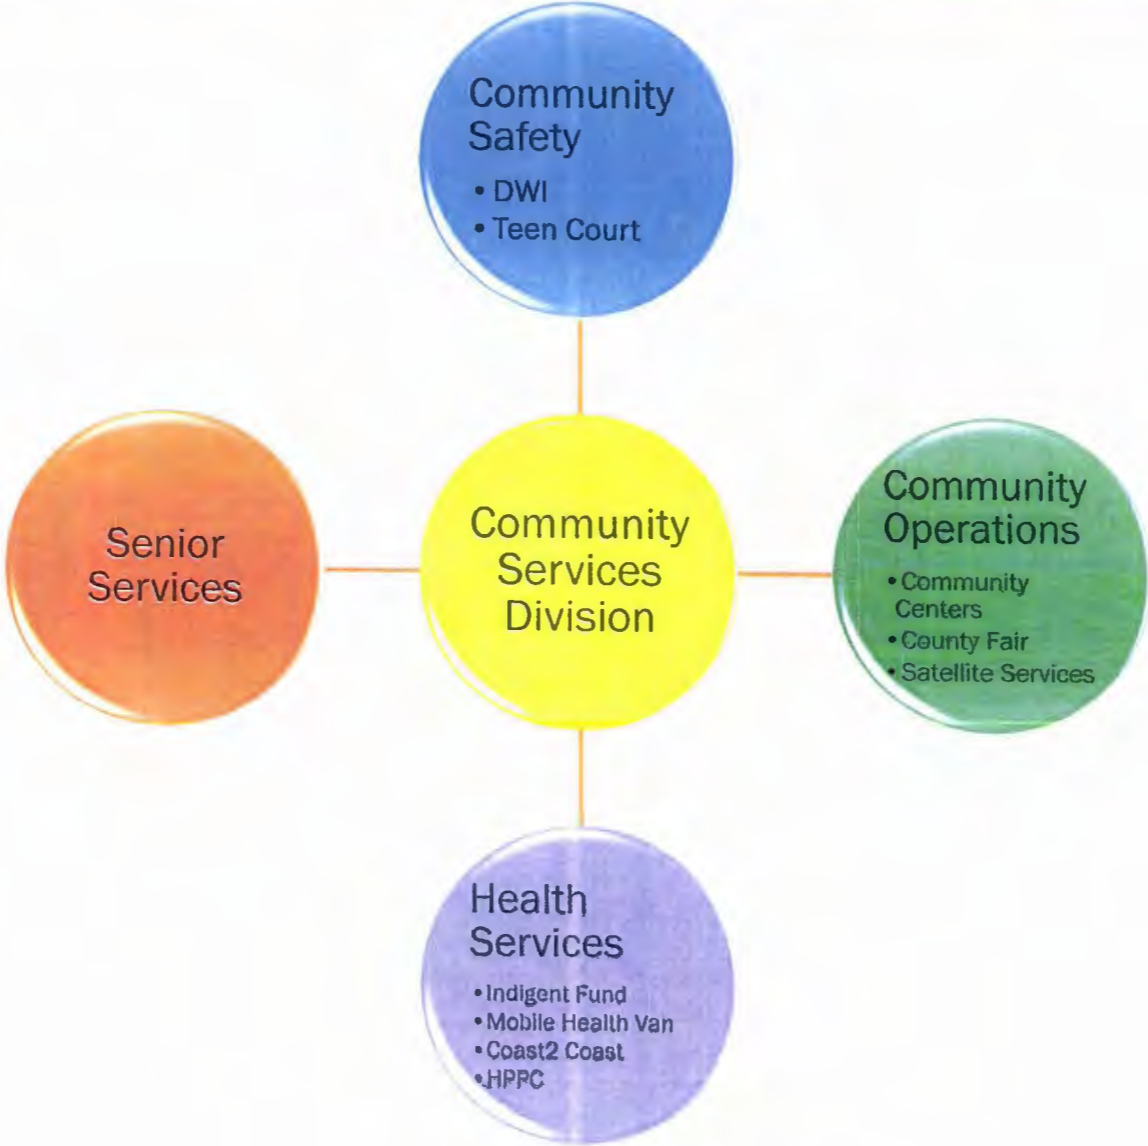 Community
Safety
• DWI
• Teen Court
Senior
Services
Community
Services
Division
Community
Operations
• Community
Centers
• County Fair
• Satellite Services
Health
Services
• Indigent Fund
• Mobile Health Van
• Coast2 Coast
• HPPC